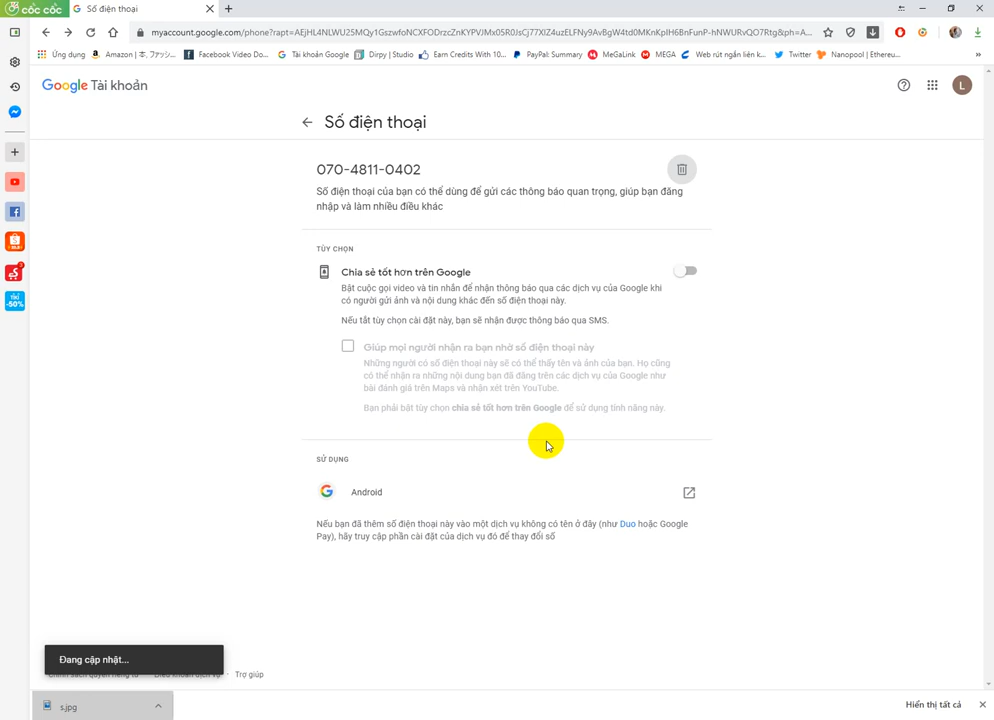 cốc cốc
Số điện thoại
myaccount.google.com/phone?rapt=AEjHL4NLWU25MQy1GszwfoNCXFODrzcZnKYPVJMx05R0JsCj77XlZ4uzELFNy9AvBgW4td0MKnKpIH6BnFunP-hNWURvQO7Rtg&ph=A...
Ứng dụng
Amazon | 本, ファッシ...
Facebook Video Do...
Tài khoản Google
Dirpy | Studio
Earn Credits With 10...
PayPal: Summary
MegaLink
MEGA
Web rút ngắn liên k...
Twitter
Nanopool | Ethereu...
Google Tài khoản
L
Số điện thoại
070-4811-0402
Số điện thoại của bạn có thể dùng để gửi các thông báo quan trọng, giúp bạn đăng
nhập và làm nhiều điều khác
TÙY CHỌN
Chia sẻ tốt hơn trên Google
Bật cuộc gọi video và tin nhắn để nhận thông báo qua các dịch vụ của Google khi
có người gửi ảnh và nội dung khác đến số điện thoại này.
Nếu tắt tùy chọn cài đặt này, bạn sẽ nhận được thông báo qua SMS.
Giúp mọi người nhận ra bạn nhờ số điện thoại này
Những người có số điện thoại này sẽ có thể thấy tên và ảnh của bạn. Họ cũng
có thể nhận ra những nội dung bạn đã đăng trên các dịch vụ của Google như
bài đánh giá trên Maps và nhận xét trên YouTube.
Bạn phải bật tùy chọn chia sẻ tốt hơn trên Google để sử dụng tính năng này.
SỬ DỤNG
Android
Nếu bạn đã thêm số điện thoại này vào một dịch vụ không có tên ở đây (như Duo hoặc Google
Pay), hãy truy cập phần cài đặt của dịch vụ đó để thay đổi số
TIKI
-50%
Đang cập nhật...
Trợ giúp
s.jpg
Hiển thị tất cả